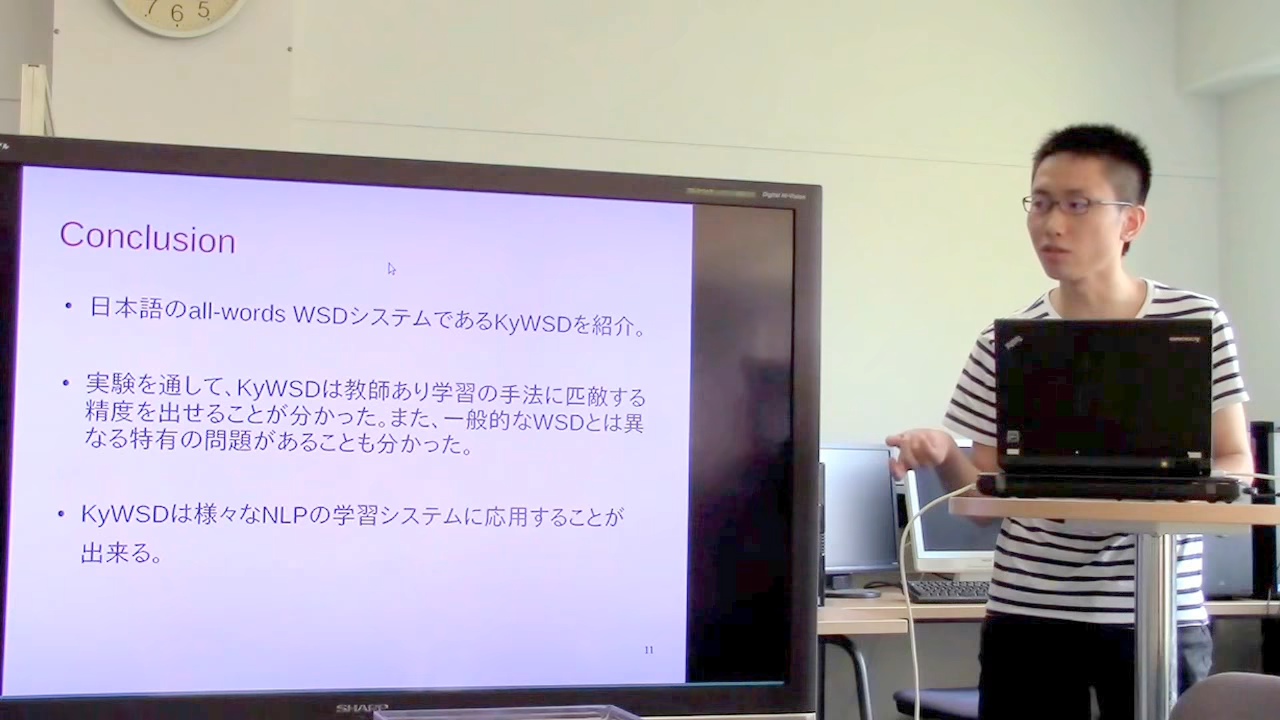 7 6 5
Conclusion
• 日本語のall-words WSDシステムであるKyWSDを紹介。
• 実験を通して、KyWSDは教師あり学習の手法に匹敵する
精度を出せることが分かった。また、一般的なWSDとは異
なる特有の問題があることも分かった。
• KyWSDは様々なNLPの学習システムに応用することが
出来る。
11
SHARP